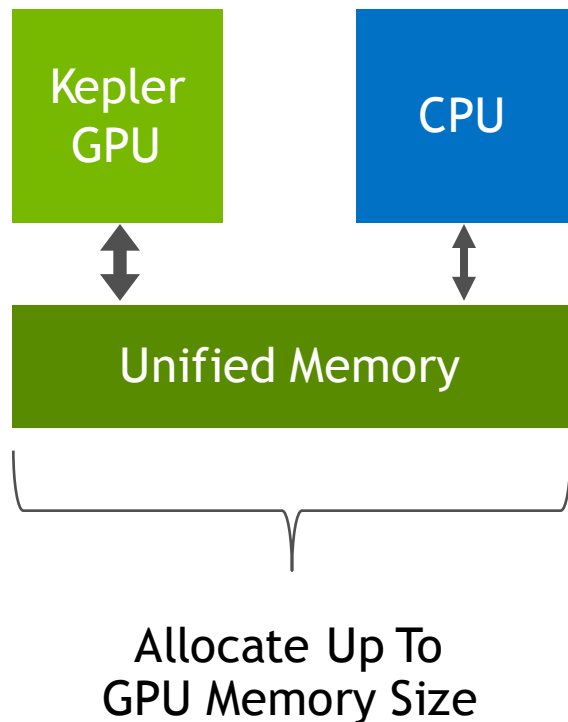 Kepler
GPU
CPU
Unified Memory
Allocate Up To
GPU Memory Size